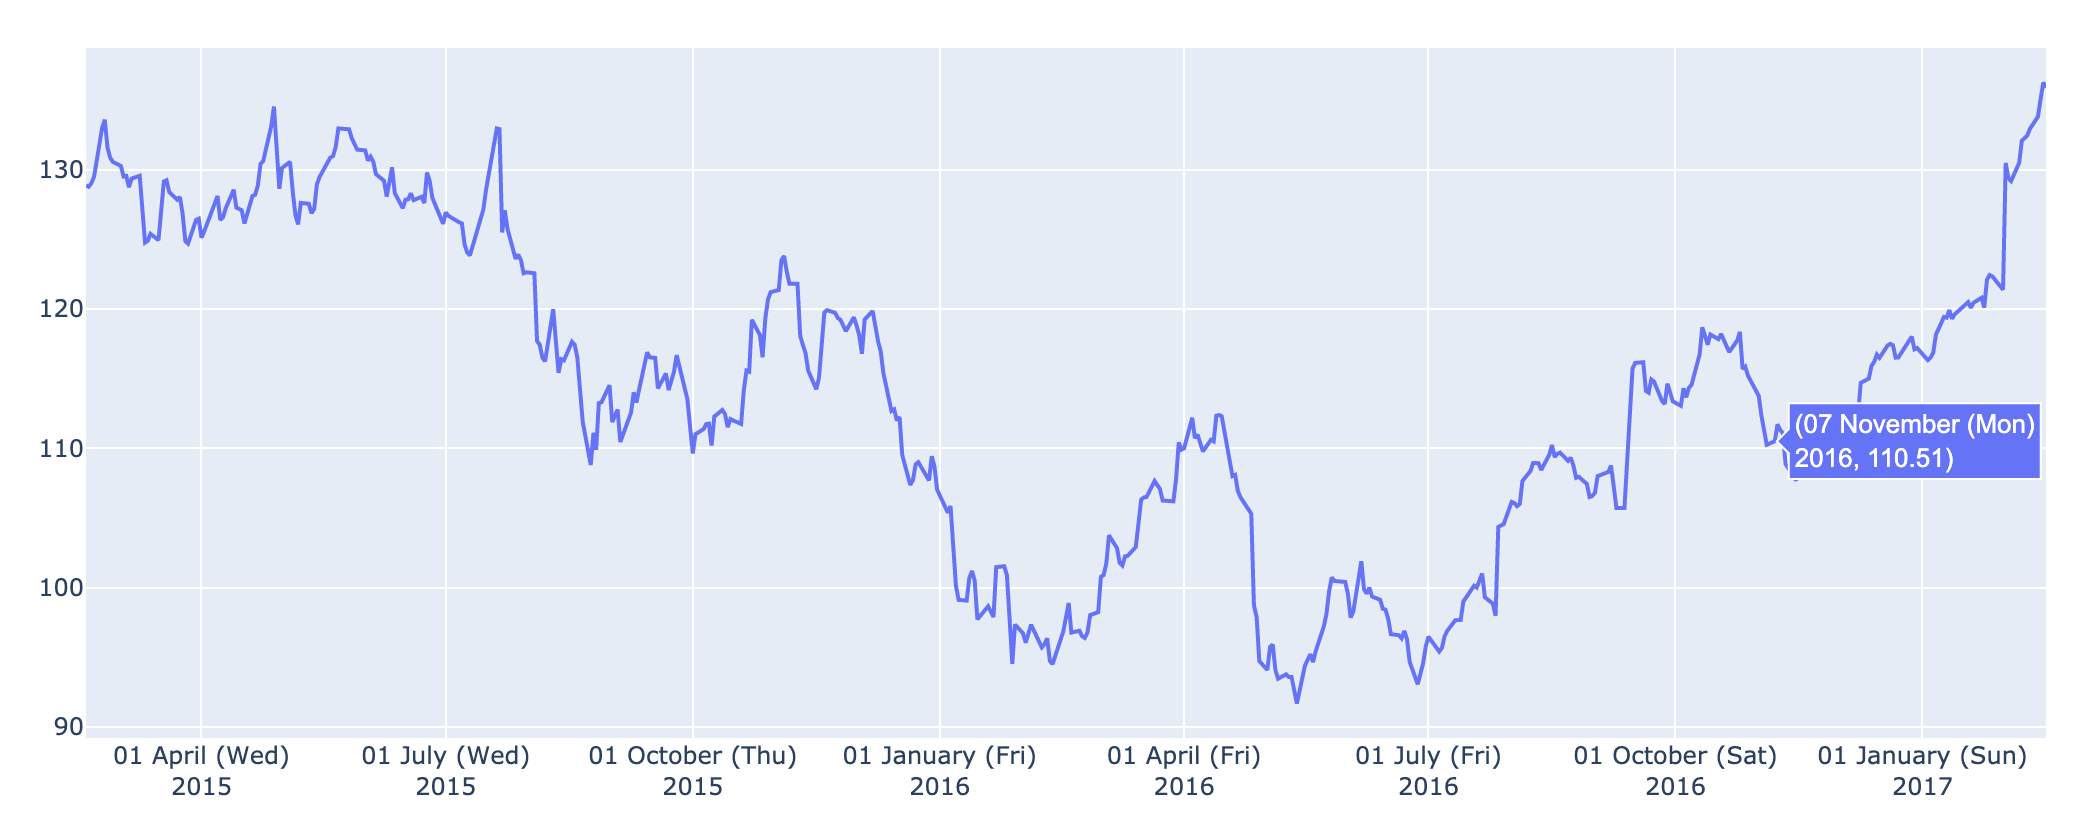 130
120
110
100
90
(07 November (Mon)
2016, 110.51)
01 April (Wed)
2015
01 July (Wed)
2015
01 October (Thu)
2015
01 January (Fri)
2016
01 April (Fri)
2016
01 July (Fri)
2016
01 October (Sat)
2016
01 January (Sun)
2017